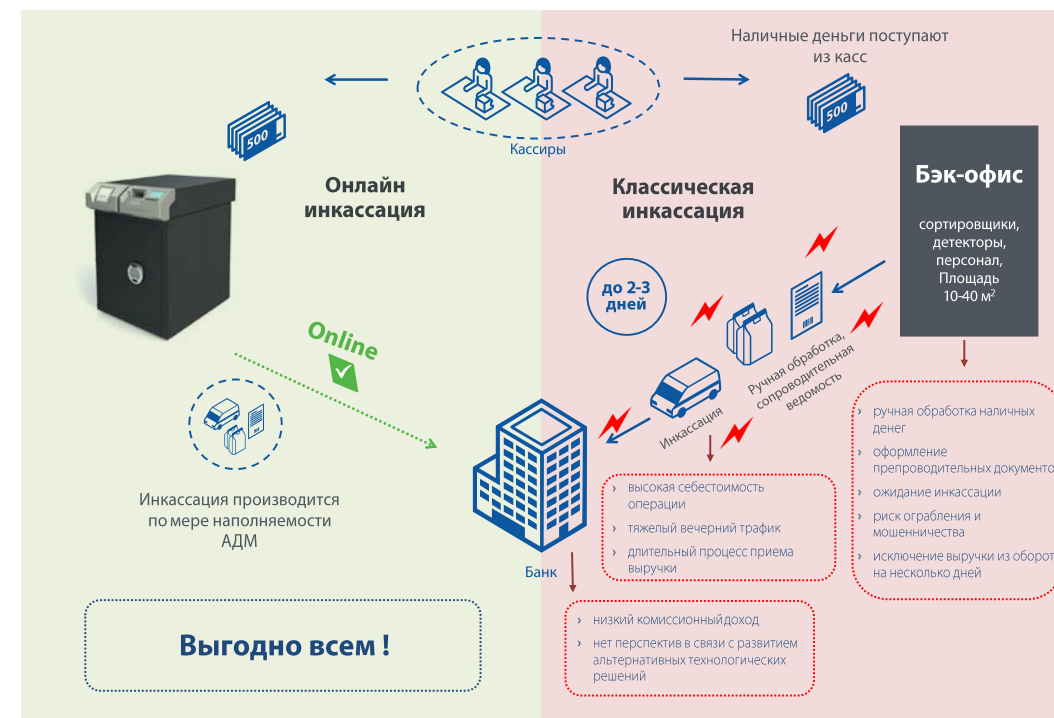 Наличные деньги поступают
из касс
500
500
Кассиры
Онлайн
инкассация
Классическая
инкассация
Бэк-офис
сортировщики,
детекторы,
персонал,
Площадь
10-40 м²
до 2-3
дней
Online
Ручная обработка,
сопроводительная
ведомость
Инкассация
Инкассация производится
по мере наполняемости
АДМ
Банк
› ручная обработка наличных
денег
› оформление
препроводительных документо
› ожидание инкассации
› риск ограбления и
мошенничества
› исключение выручки из оборот
на несколько дней
› высокая себестоимость
операции
› тяжелый вечерний трафик
› длительный процесс приема
выручки
› низкий комиссионный доход
› нет перспектив в связи с развитием
альтернативных технологических
решений
Выгодно всем !